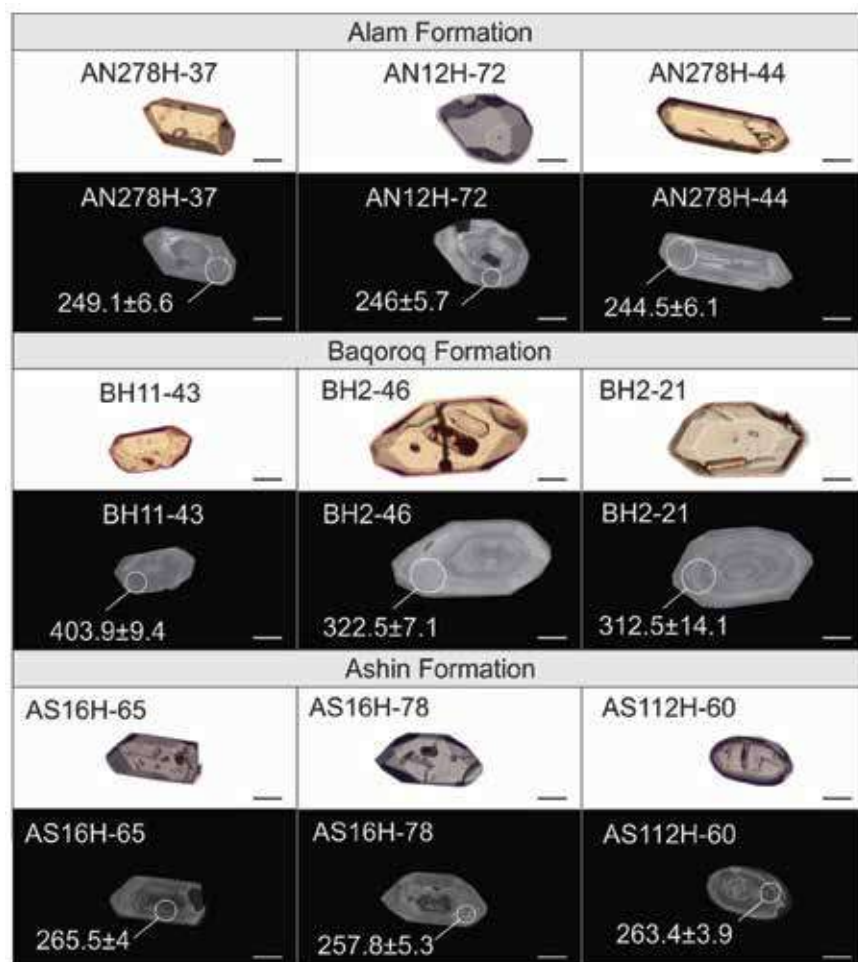 Alam Formation
AN278H-37 AN12H-72 AN278H-44
AN278H-37 AN12H-72 AN278H-44
249.1±6.6 246±5.7 244.5±6.1
Baqoroq Formation
BH11-43 BH2-46 BH2-21
BH11-43 BH2-46 BH2-21
403.9±9.4 322.5±7.1 312.5±14.1
Ashin Formation
AS16H-65 AS16H-78 AS112H-60
AS16H-65 AS16H-78 AS112H-60
265.5±4 257.8±5.3 263.4±3.9